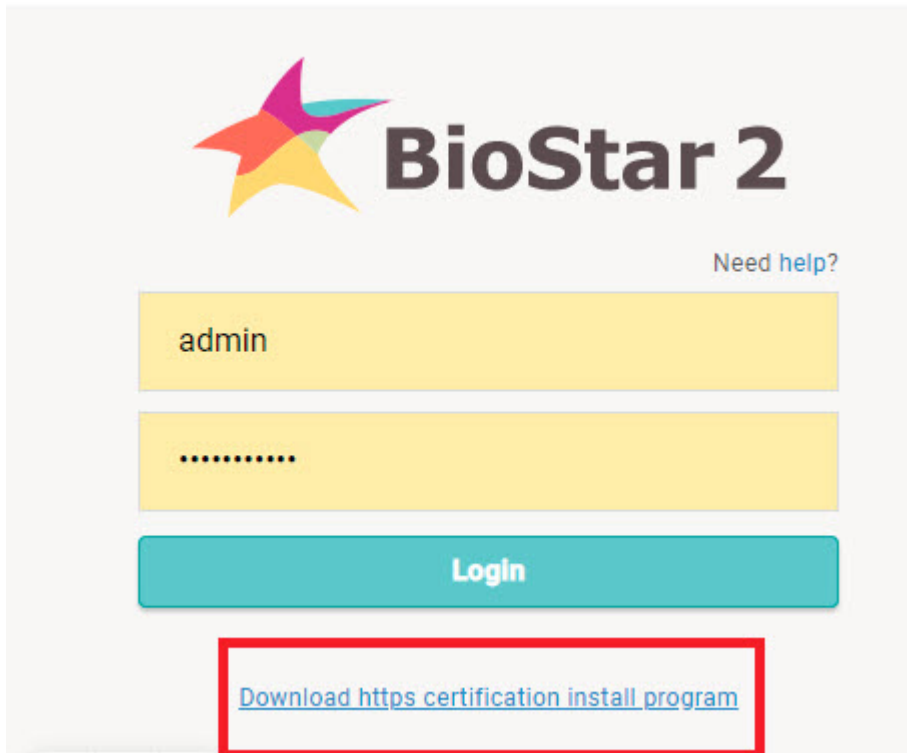 BioStar 2
Need help?
admin
•••••••••••
Login
Download https certification install program